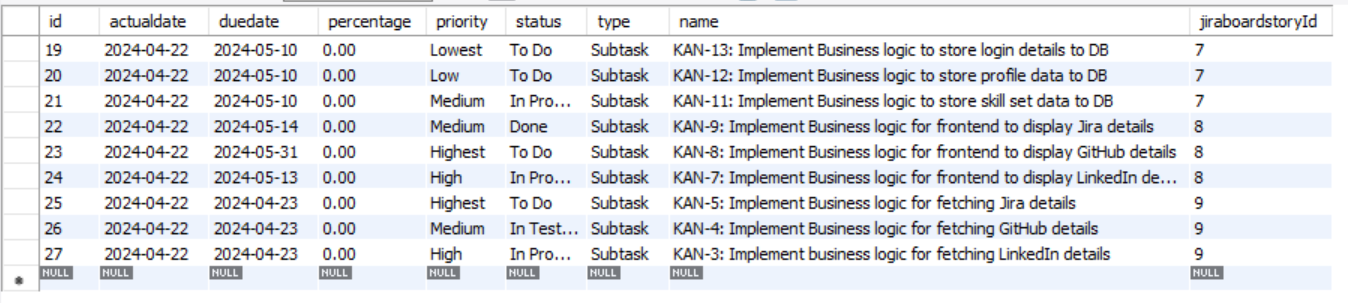 id actualdate duedate percentage priority status type name jiraboardstoryId
19 2024-04-22 2024-05-10 0.00 Lowest To Do Subtask KAN-13: Implement Business logic to store login details to DB 7
20 2024-04-22 2024-05-10 0.00 Low To Do Subtask KAN-12: Implement Business logic to store profile data to DB 7
21 2024-04-22 2024-05-10 0.00 Medium In Pro... Subtask KAN-11: Implement Business logic to store skill set data to DB 7
22 2024-04-22 2024-05-14 0.00 Medium Done Subtask KAN-9: Implement Business logic for frontend to display Jira details 8
23 2024-04-22 2024-05-31 0.00 Highest To Do Subtask KAN-8: Implement Business logic for frontend to display GitHub details 8
24 2024-04-22 2024-05-13 0.00 High In Pro... Subtask KAN-7: Implement Business logic for frontend to display LinkedIn de... 8
25 2024-04-22 2024-04-23 0.00 Highest To Do Subtask KAN-5: Implement Business logic for fetching Jira details 9
26 2024-04-22 2024-04-23 0.00 Medium In Test... Subtask KAN-4: Implement Business logic for fetching GitHub details 9
27 2024-04-22 2024-04-23 0.00 High In Pro... Subtask KAN-3: Implement business logic for fetching LinkedIn details 9
NULL NULL NULL NULL NULL NULL NULL NULL NULL